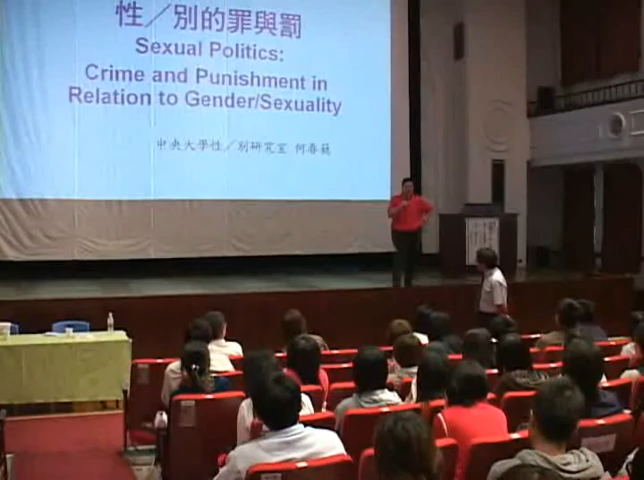 性／別的罪與罰
Sexual Politics:
Crime and Punishment in
Relation to Gender/Sexuality
中央大學性／別研究室 何春蕤